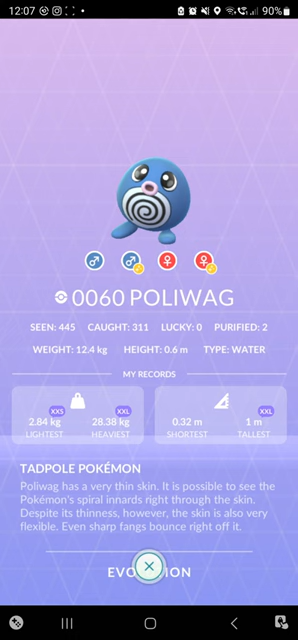 12:07 90%
♂ ♂ ♀ ♀
0060 POLIWAG
SEEN: 445 CAUGHT: 311 LUCKY: 0 PURIFIED: 2
WEIGHT: 12.4 kg HEIGHT: 0.6 m TYPE: WATER
MY RECORDS
XXS XXL XXL
2.84 kg 28.38 kg 0.32 m 1 m
LIGHTEST HEAVIEST SHORTEST TALLEST
TADPOLE POKÉMON
Poliwag has a very thin skin. It is possible to see the
Pokémon's spiral innards right through the skin.
Despite its thinness, however, the skin is also very
flexible. Even sharp fangs bounce right off it.